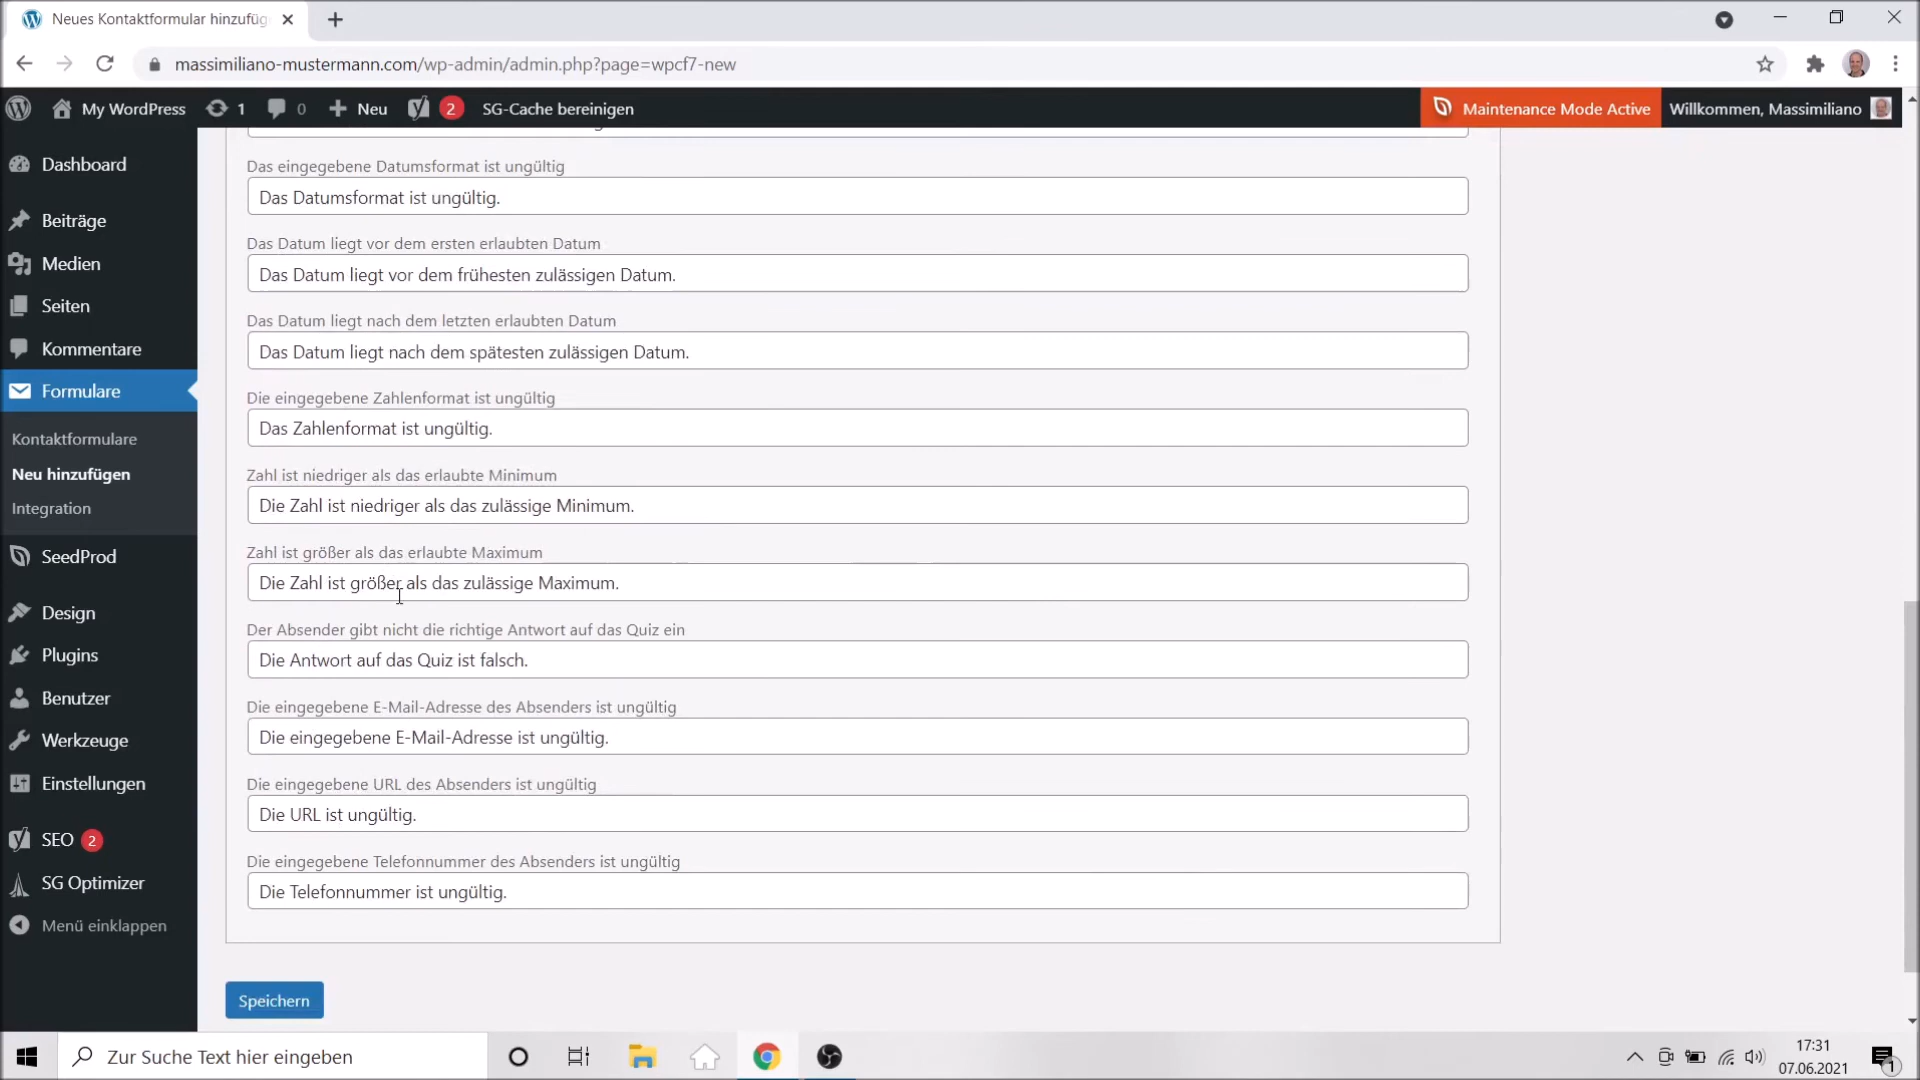 Neues Kontaktformular hinzufüg
massimiliano-mustermann.com/wp-admin/admin.php?page=wpcf7-new
My WordPress
1
0
Neu
2
SG-Cache bereinigen
Maintenance Mode Active
Willkommen, Massimiliano
Dashboard
Beiträge
Medien
Seiten
Kommentare
Formulare
Kontaktformulare
Neu hinzufügen
Integration
SeedProd
Design
Plugins
Benutzer
Werkzeuge
Einstellungen
SEO 2
SG Optimizer
Menü einklappen
Das eingegebene Datumsformat ist ungültig
Das Datumsformat ist ungültig.
Das Datum liegt vor dem ersten erlaubten Datum
Das Datum liegt vor dem frühesten zulässigen Datum.
Das Datum liegt nach dem letzten erlaubten Datum
Das Datum liegt nach dem spätesten zulässigen Datum.
Die eingegebene Zahlenformat ist ungültig
Das Zahlenformat ist ungültig.
Zahl ist niedriger als das erlaubte Minimum
Die Zahl ist niedriger als das zulässige Minimum.
Zahl ist größer als das erlaubte Maximum
Die Zahl ist größer als das zulässige Maximum.
Der Absender gibt nicht die richtige Antwort auf das Quiz ein
Die Antwort auf das Quiz ist falsch.
Die eingegebene E-Mail-Adresse des Absenders ist ungültig
Die eingegebene E-Mail-Adresse ist ungültig.
Die eingegebene URL des Absenders ist ungültig
Die URL ist ungültig.
Die eingegebene Telefonnummer des Absenders ist ungültig
Die Telefonnummer ist ungültig.
Speichern
Zur Suche Text hier eingeben
17:31
07.06.2021
1